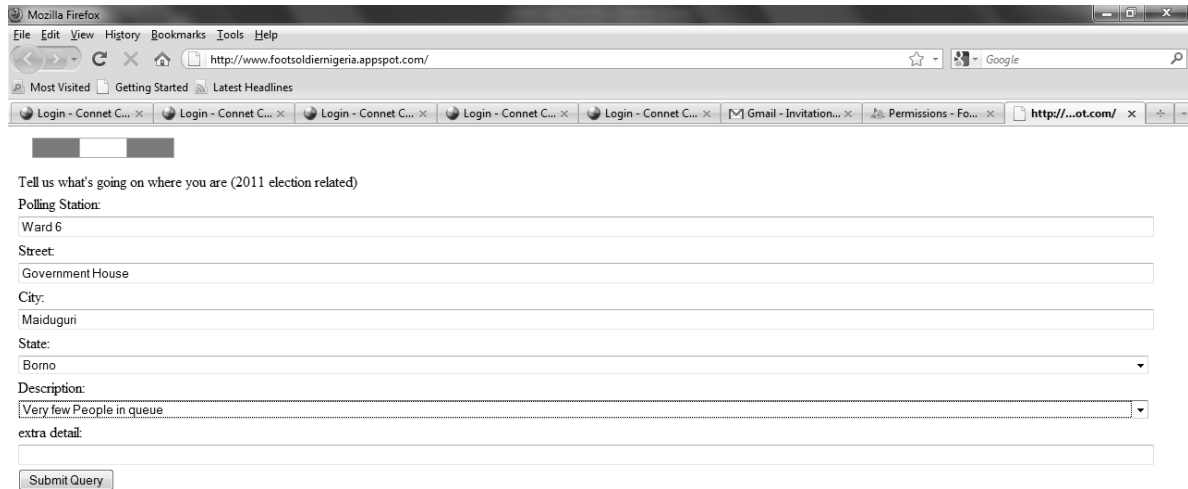 Mozilla Firefox
File Edit View History Bookmarks Tools Help
http://www.footsoldiernigeria.appspot.com/
Google
Most Visited Getting Started Latest Headlines
Login - Connet C... Login - Connet C... Login - Connet C... Login - Connet C... Login - Connet C... Gmail - Invitation... Permissions - Fo... http://...ot.com/
Tell us what's going on where you are (2011 election related)
Polling Station:
Ward 6
Street:
Government House
City:
Maiduguri
State:
Borno
Description:
Very few People in queue
extra detail:
Submit Query